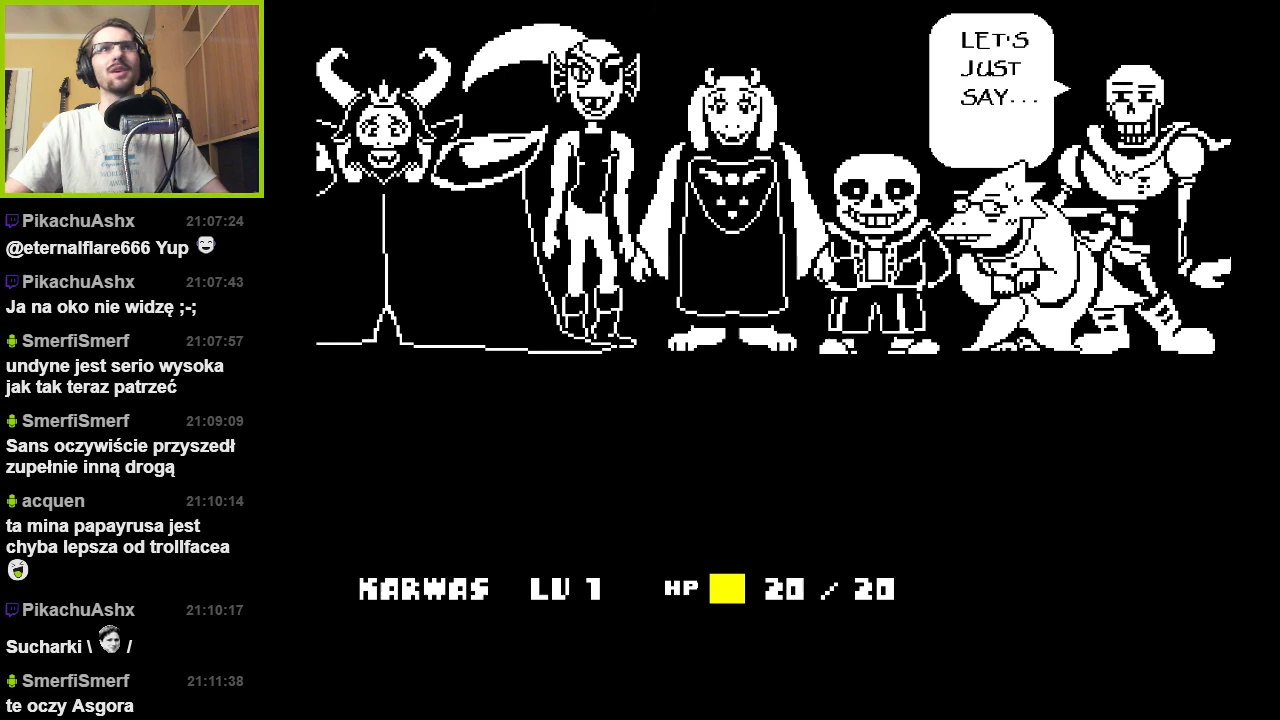 LET'S
JUST
SAY...
PikachuAshx 21:07:24
@eternalflare666 Yup
PikachuAshx 21:07:43
Ja na oko nie widzę ;-;
SmerfiSmerf 21:07:57
undyne jest serio wysoka
jak tak teraz patrzeć
SmerfiSmerf 21:09:09
Sans oczywiście przyszedł
zupełnie inną drogą
acquen 21:10:14
ta mina papayrusa jest
chyba lepsza od trollfacea
PikachuAshx 21:10:17
Sucharki \ /
SmerfiSmerf 21:11:38
te oczy Asgora
KARWAS LV 1 HP 20 / 20